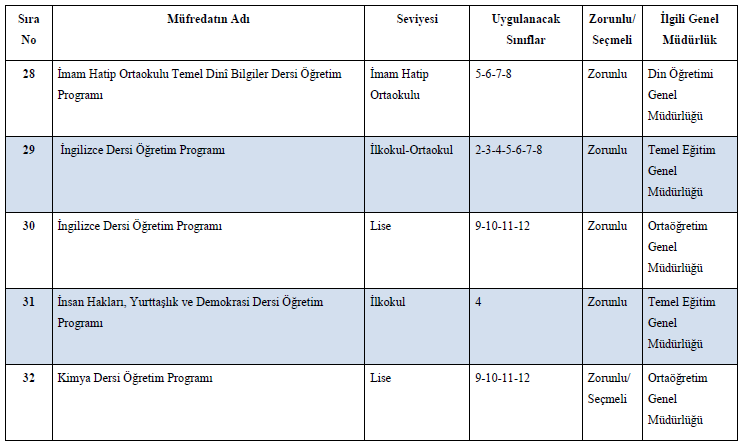 Sıra No
Müfredatın Adı
Seviyesi
Uygulanacak Sınıflar
Zorunlu/ Seçmeli
İlgili Genel Müdürlük
28
İmam Hatip Ortaokulu Temel Dinî Bilgiler Dersi Öğretim
Programı
İmam Hatip
Ortaokulu
5-6-7-8
Zorunlu
Din Öğretimi
Genel
Müdürlüğü
29
İngilizce Dersi Öğretim Programı
İlkokul-Ortaokul
2-3-4-5-6-7-8
Zorunlu
Temel Eğitim
Genel
Müdürlüğü
30
İngilizce Dersi Öğretim Programı
Lise
9-10-11-12
Zorunlu
Ortaöğretim
Genel
Müdürlüğü
31
İnsan Hakları, Yurttaşlık ve Demokrasi Dersi Öğretim
Programı
İlkokul
4
Zorunlu
Temel Eğitim
Genel
Müdürlüğü
32
Kimya Dersi Öğretim Programı
Lise
9-10-11-12
Zorunlu/
Seçmeli
Ortaöğretim
Genel
Müdürlüğü